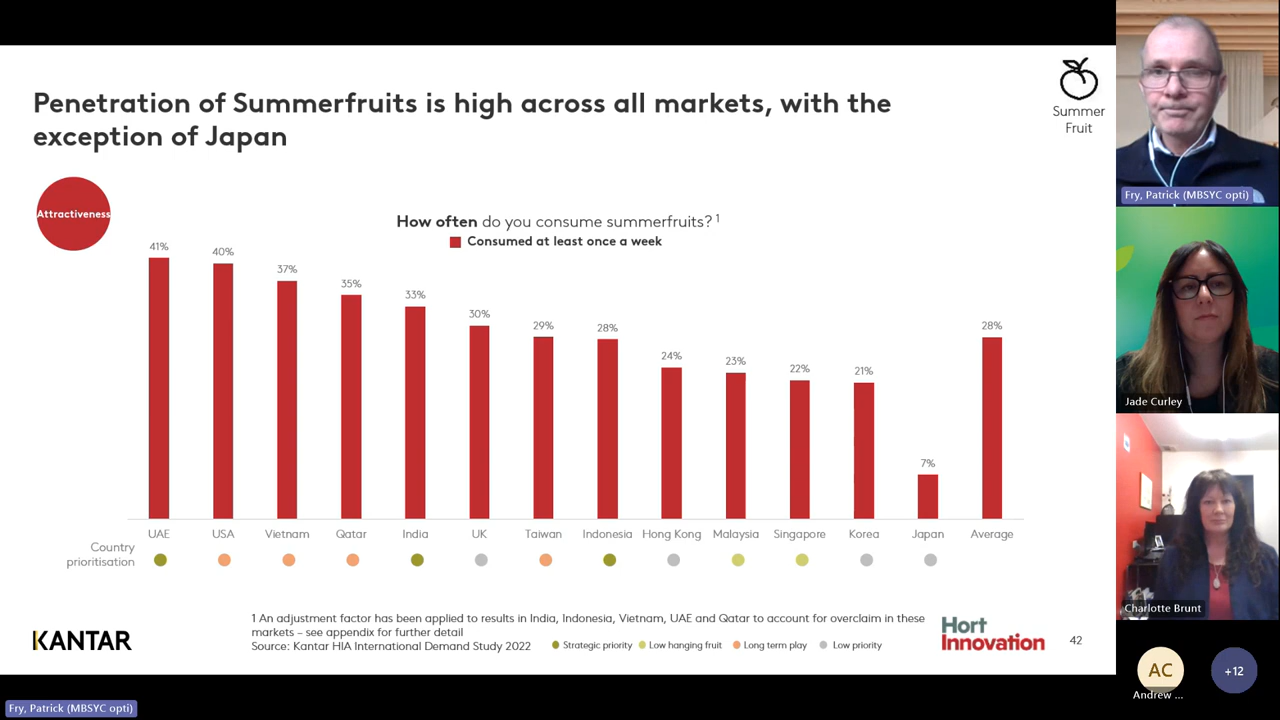 Penetration of Summerfruits is high across all markets, with the
exception of Japan
Summer
Fruit
Attractiveness
How often do you consume summerfruits? 1
Consumed at least once a week
41%
40%
37%
35%
33%
30%
29%
28%
24%
23%
22%
21%
7%
28%
UAE
USA
Vietnam
Qatar
India
UK
Taiwan
Indonesia
Hong Kong
Malaysia
Singapore
Korea
Japan
Average
Country
prioritisation
1 An adjustment factor has been applied to results in India, Indonesia, Vietnam, UAE and Qatar to account for overclaim in these
markets – see appendix for further detail
Source: Kantar HIA International Demand Study 2022
Strategic priority
Low hanging fruit
Long term play
Low priority
KANTAR
Hort
Innovation
42
Fry, Patrick (MBSYC opti)
Jade Curley
Charlotte Brunt
AC
Andrew ...
+12
Fry, Patrick (MBSYC opti)